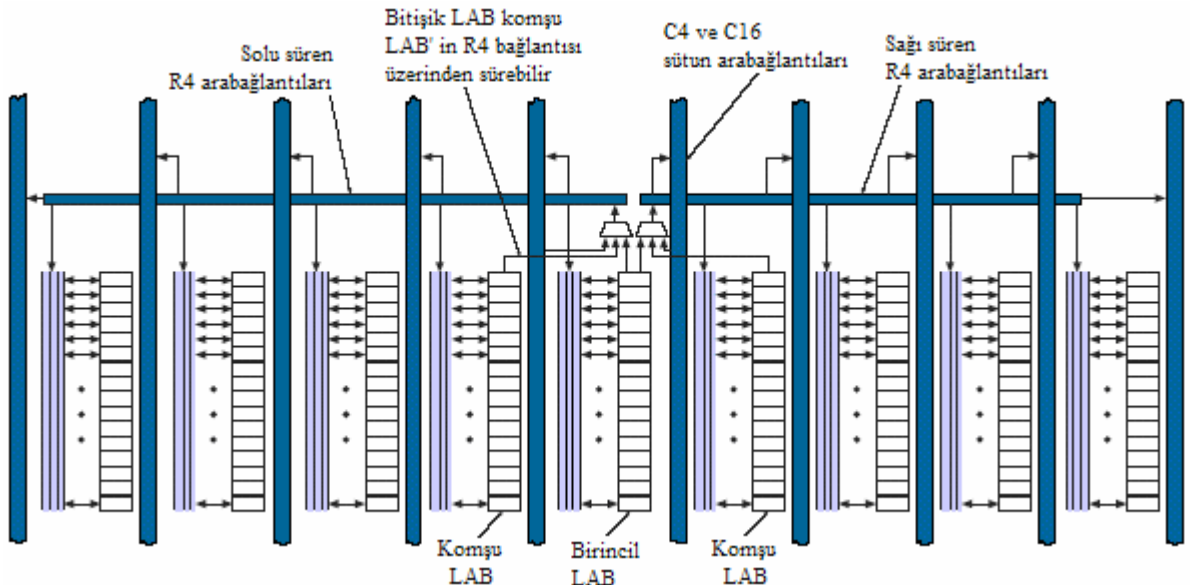 Bitişik LAB komşu
LAB' in R4 bağlantısı
üzerinden sürebilir
Solu süren
R4 arabağlantıları
C4 ve C16
sütun arabağlantıları
Sağı süren
R4 arabağlantıları
Komşu
LAB
Birincil
LAB
Komşu
LAB